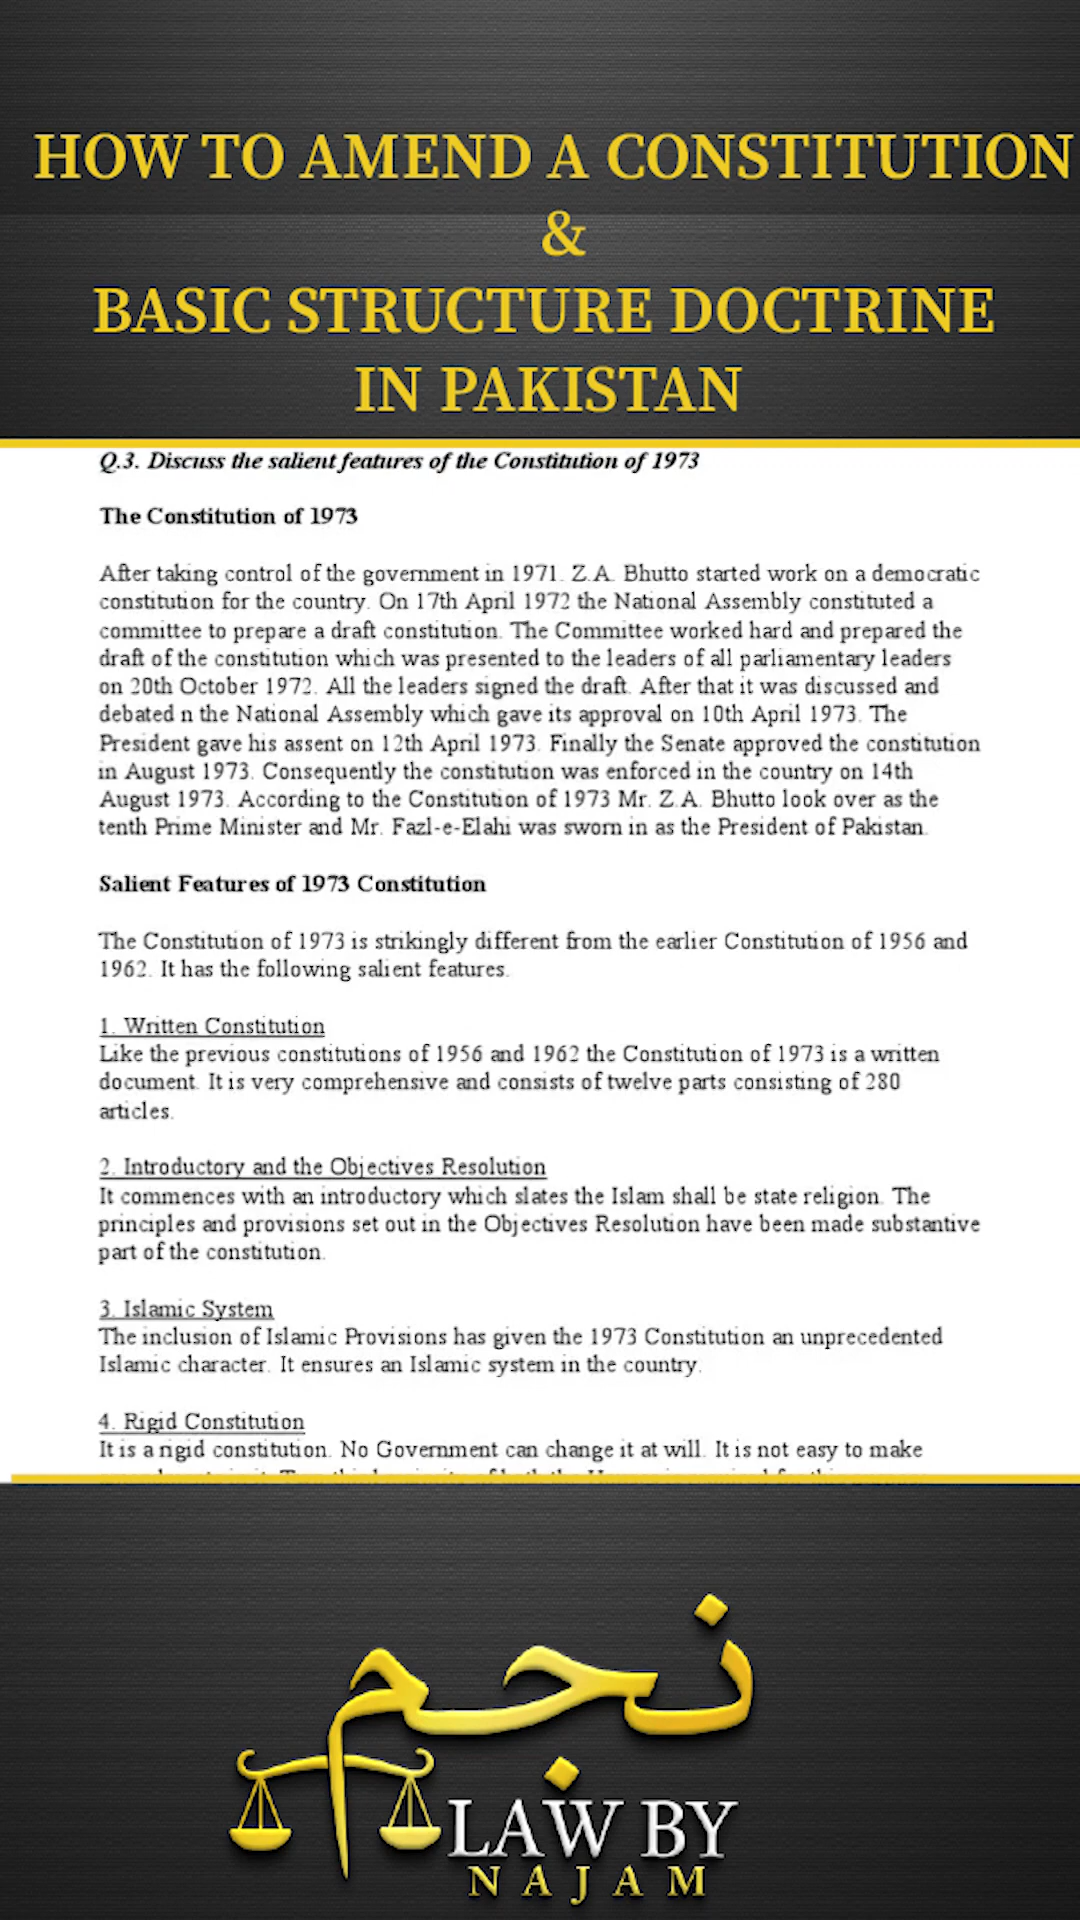 HOW TO AMEND A CONSTITUTION
&
BASIC STRUCTURE DOCTRINE
IN PAKISTAN
Q.3. Discuss the salient features of the Constitution of 1973
The Constitution of 1973
After taking control of the government in 1971. Z.A. Bhutto started work on a democratic
constitution for the country. On 17th April 1972 the National Assembly constituted a
committee to prepare a draft constitution. The Committee worked hard and prepared the
draft of the constitution which was presented to the leaders of all parliamentary leaders
on 20th October 1972. All the leaders signed the draft. After that it was discussed and
debated n the National Assembly which gave its approval on 10th April 1973. The
President gave his assent on 12th April 1973. Finally the Senate approved the constitution
in August 1973. Consequently the constitution was enforced in the country on 14th
August 1973. According to the Constitution of 1973 Mr. Z.A. Bhutto look over as the
tenth Prime Minister and Mr. Fazl-e-Elahi was sworn in as the President of Pakistan.
Salient Features of 1973 Constitution
The Constitution of 1973 is strikingly different from the earlier Constitution of 1956 and
1962. It has the following salient features.
1. Written Constitution
Like the previous constitutions of 1956 and 1962 the Constitution of 1973 is a written
document. It is very comprehensive and consists of twelve parts consisting of 280
articles.
2. Introductory and the Objectives Resolution
It commences with an introductory which slates the Islam shall be state religion. The
principles and provisions set out in the Objectives Resolution have been made substantive
part of the constitution.
3. Islamic System
The inclusion of Islamic Provisions has given the 1973 Constitution an unprecedented
Islamic character. It ensures an Islamic system in the country.
4. Rigid Constitution
It is a rigid constitution. No Government can change it at will. It is not easy to make
نجم
LAW BY
NAJAM